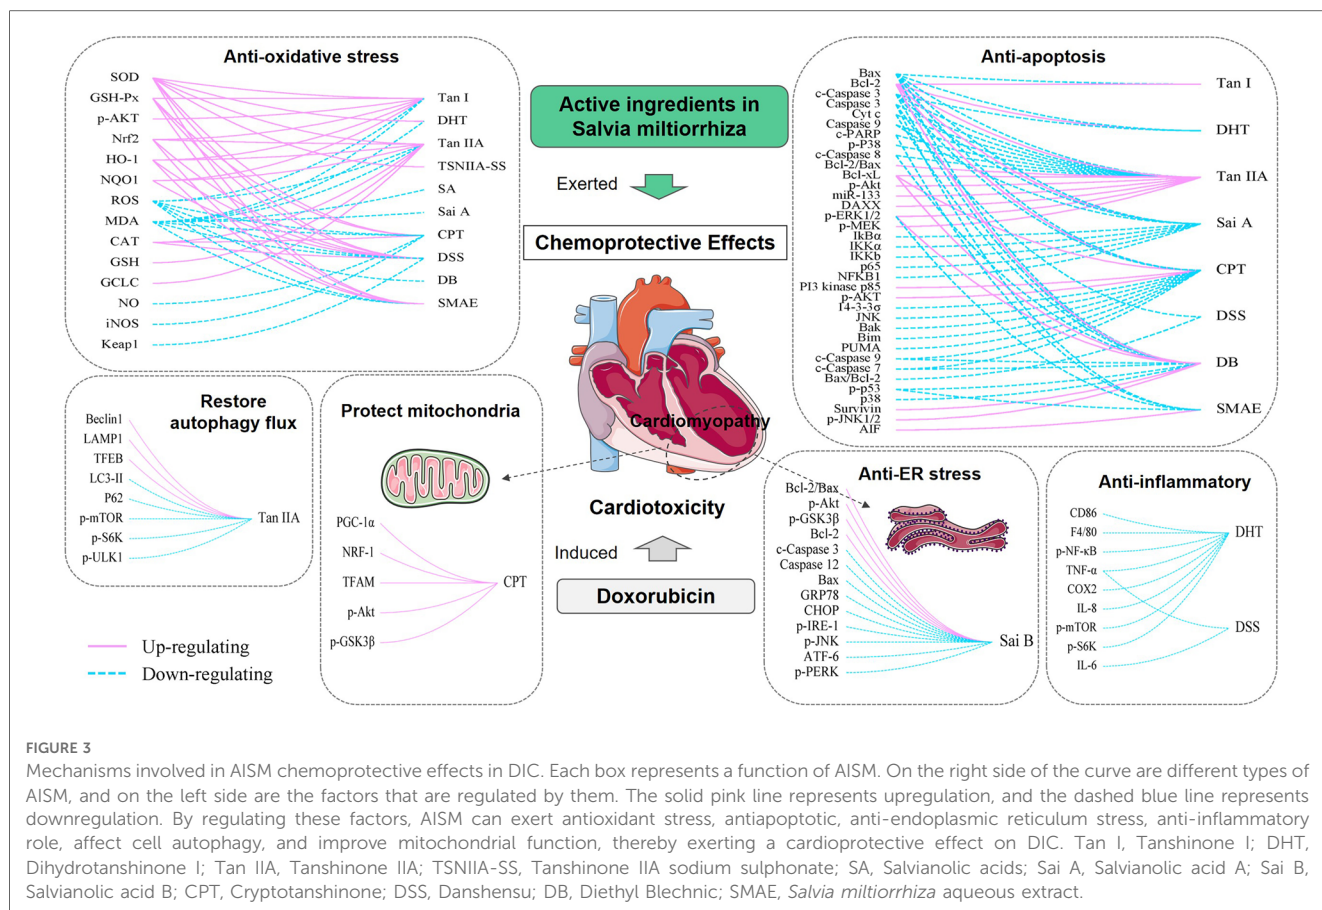 Anti-oxidative stress
SOD
GSH-Px
p-AKT
Nrf2
HO-1
NQO1
ROS
MDA
CAT
GSH
GCLC
NO
iNOS
Keap1
Tan I
DHT
Tan IIA
TSNIIA-SS
SA
Sai A
CPT
DSS
DB
SMAE
Active ingredients in
Salvia miltiorrhiza
Exerted
Chemoprotective Effects
Cardiomyopathy
Cardiotoxicity
Induced
Doxorubicin
Anti-apoptosis
Bax
Bcl-2
c-Caspase 3
Caspase 3
Cyt c
Caspase 9
c-PARP
p-P38
c-Caspase 8
Bcl-2/Bax
Bcl-xL
p-Akt
miR-133
DAXX
p-ERK1/2
p-MEK
IkBα
IKKα
IKKb
p65
NFKB1
PI3 kinase p85
p-AKT
14-3-3σ
JNK
Bak
Bim
PUMA
c-Caspase 9
c-Caspase 7
Bax/Bcl-2
p-p53
p38
Survivin
p-JNK1/2
AIF
Tan I
DHT
Tan IIA
Sai A
CPT
DSS
DB
SMAE
Restore
autophagy flux
Beclin1
LAMP1
TFEB
LC3-II
P62
p-mTOR
p-S6K
p-ULK1
Tan IIA
Protect mitochondria
PGC-1α
NRF-1
TFAM
p-Akt
p-GSK3β
CPT
Anti-ER stress
Bcl-2/Bax
p-Akt
p-GSK3β
Bcl-2
c-Caspase 3
Caspase 12
Bax
GRP78
CHOP
p-IRE-1
p-JNK
ATF-6
p-PERK
Sai B
Anti-inflammatory
CD86
F4/80
p-NF-κB
TNF-α
COX2
IL-8
p-mTOR
p-S6K
IL-6
DHT
DSS
Up-regulating
Down-regulating
FIGURE 3
Mechanisms involved in AISM chemoprotective effects in DIC. Each box represents a function of AISM. On the right side of the curve are different types of
AISM, and on the left side are the factors that are regulated by them. The solid pink line represents upregulation, and the dashed blue line represents
downregulation. By regulating these factors, AISM can exert antioxidant stress, antiapoptotic, anti-endoplasmic reticulum stress, anti-inflammatory
role, affect cell autophagy, and improve mitochondrial function, thereby exerting a cardioprotective effect on DIC. Tan I, Tanshinone I; DHT,
Dihydrotanshinone I; Tan IIA, Tanshinone IIA; TSNIIA-SS, Tanshinone IIA sodium sulphonate; SA, Salvianolic acids; Sai A, Salvianolic acid A; Sai B,
Salvianolic acid B; CPT, Cryptotanshinone; DSS, Danshensu; DB, Diethyl Blechnic; SMAE, Salvia miltiorrhiza aqueous extract.